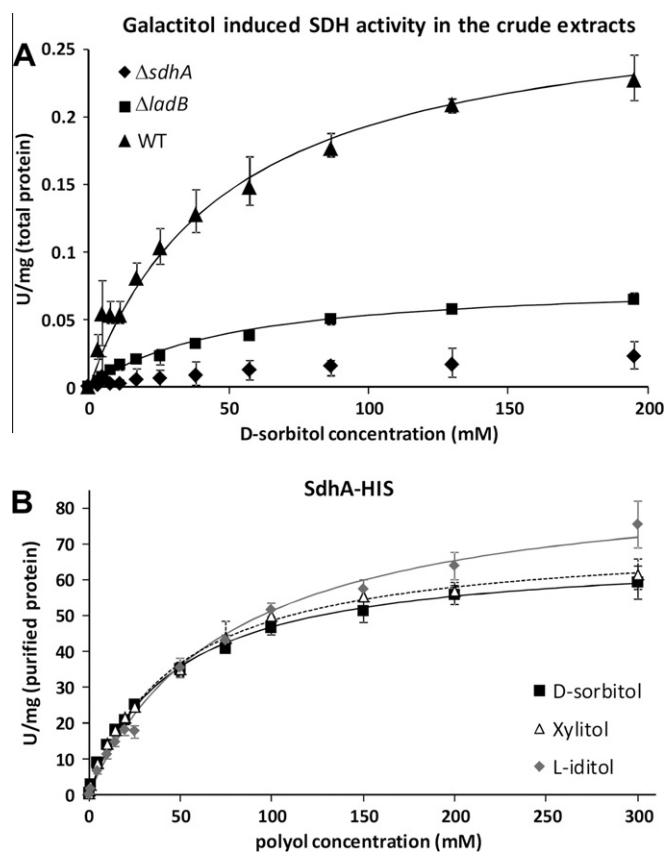 Galactitol induced SDH activity in the crude extracts
A
0.25
0.2
0.15
0.1
0.05
0
ΔsdhA
ΔladB
WT
U/mg (total protein)
0
50
100
150
200
D-sorbitol concentration (mM)
B
SdhA-HIS
80
70
60
50
40
30
20
10
0
U/mg (purified protein)
D-sorbitol
Xylitol
L-iditol
0
50
100
150
200
250
300
polyol concentration (mM)